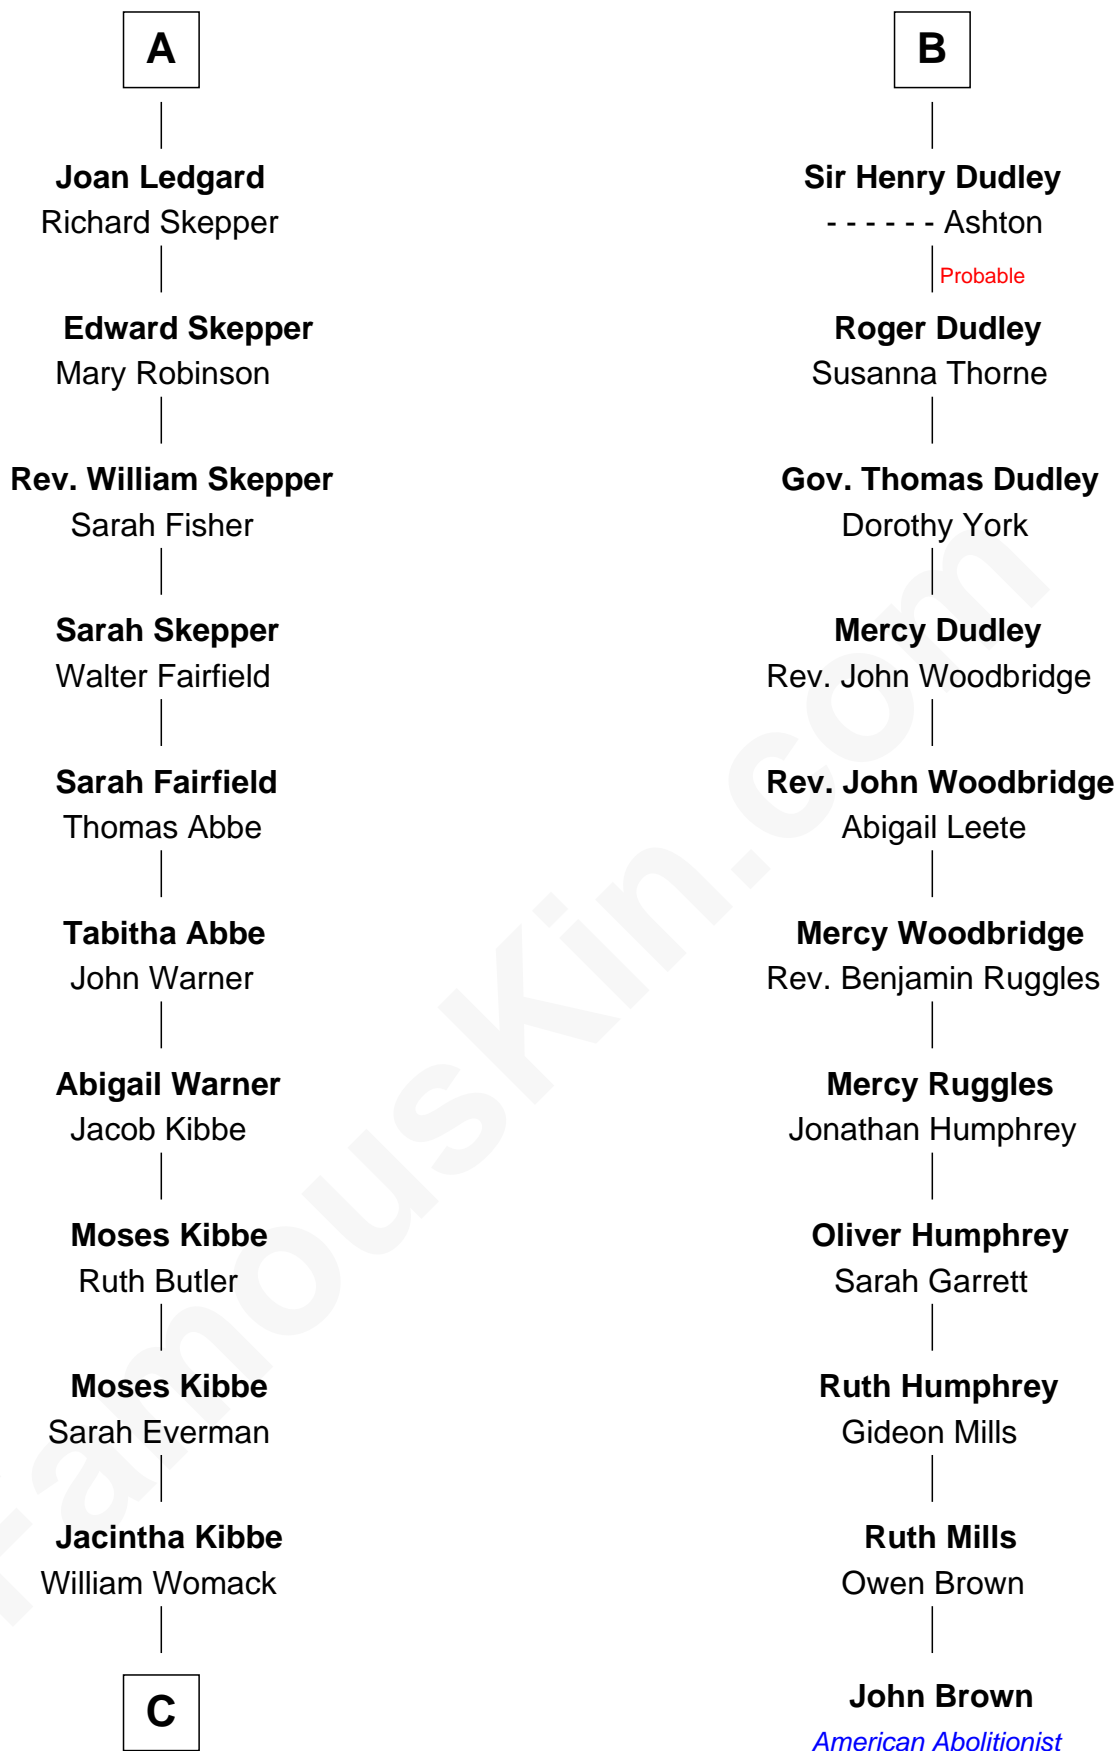 A
Joan Ledgard
Richard Skepper
Edward Skepper
Mary Robinson
Rev. William Skepper
Sarah Fisher
Sarah Skepper
Walter Fairfield
Sarah Fairfield
Thomas Abbe
Tabitha Abbe
John Warner
Abigail Warner
Jacob Kibbe
Moses Kibbe
Ruth Butler
Moses Kibbe
Sarah Everman
Jacintha Kibbe
William Womack
C
B
Sir Henry Dudley
- - - - - - Ashton
Probable
Roger Dudley
Susanna Thorne
Gov. Thomas Dudley
Dorothy York
Mercy Dudley
Rev. John Woodbridge
Rev. John Woodbridge
Abigail Leete
Mercy Woodbridge
Rev. Benjamin Ruggles
Mercy Ruggles
Jonathan Humphrey
Oliver Humphrey
Sarah Garrett
Ruth Humphrey
Gideon Mills
Ruth Mills
Owen Brown
John Brown
American Abolitionist
FamousKin.com